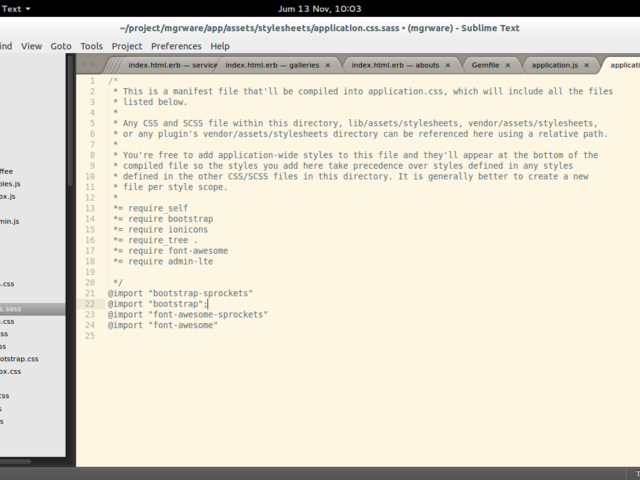 Text
Jum 13 Nov, 10:03
~/project/mgrware/app/assets/stylesheets/application.css.sass • (mgrware) - Sublime Text
ind View Goto Tools Project Preferences Help
index.html.erb — service index.html.erb — galleries index.html.erb — abouts Gemfile application.js applicati
1 /*
2 * This is a manifest file that'll be compiled into application.css, which will include all the files
3 * listed below.
4 *
5 * Any CSS and SCSS file within this directory, lib/assets/stylesheets, vendor/assets/stylesheets,
6 * or any plugin's vendor/assets/stylesheets directory can be referenced here using a relative path.
7 *
8 * You're free to add application-wide styles to this file and they'll appear at the bottom of the
9 * compiled file so the styles you add here take precedence over styles defined in any styles
10 * defined in the other CSS/SCSS files in this directory. It is generally better to create a new
11 * file per style scope.
12 *
13 *= require_self
14 *= require bootstrap
15 *= require ionicons
16 *= require_tree .
17 *= require font-awesome
18 *= require admin-lte
19
20 */
21 @import "bootstrap-sprockets"
22 @import "bootstrap";
23 @import "font-awesome-sprockets"
24 @import "font-awesome"
25
ffee
les.js
ox.js
min.js
.css
s.sass
.css
ss
ss
otstrap.css
ox.css
css
s
s